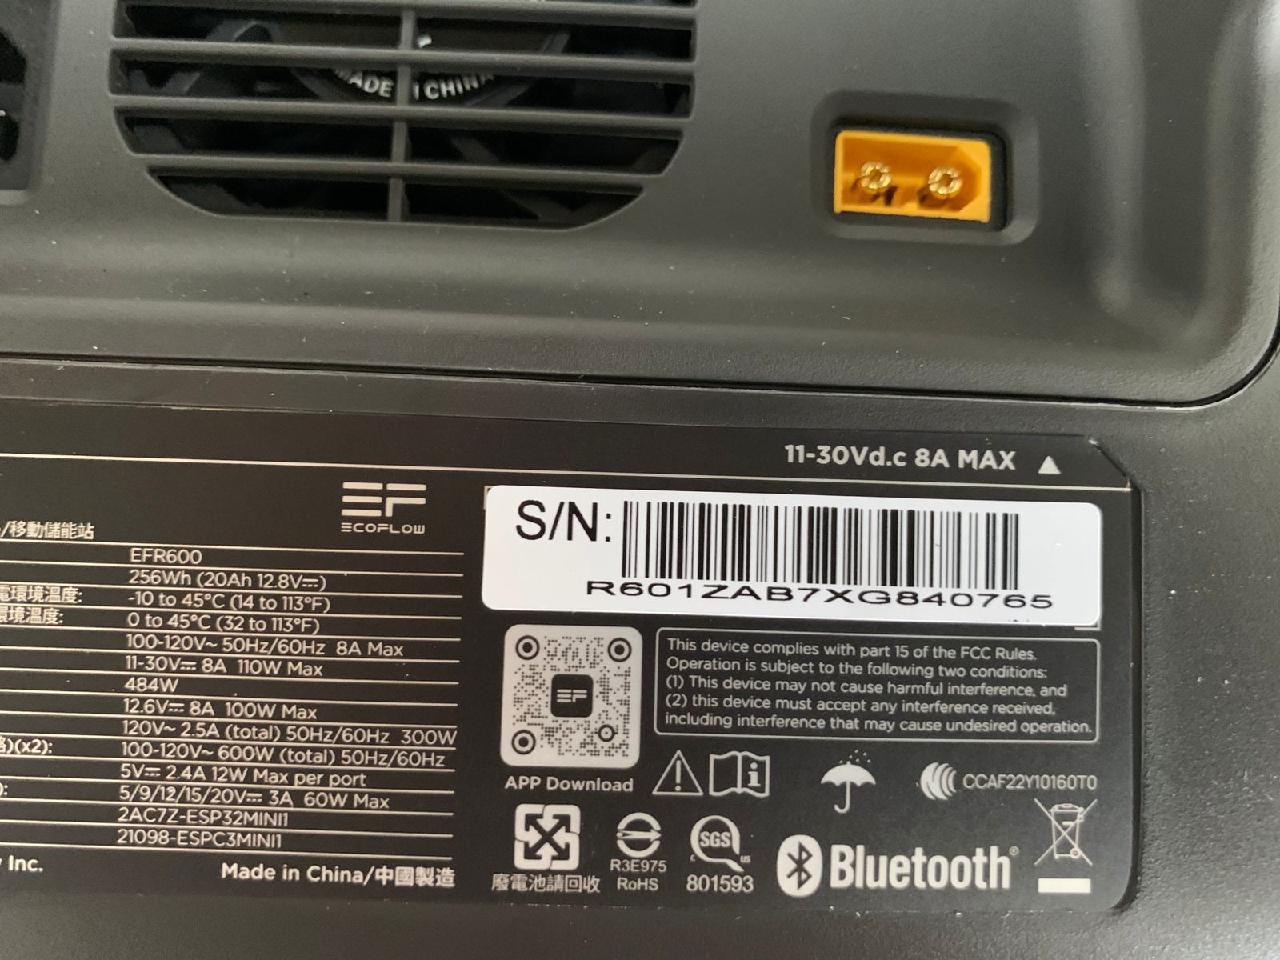 MADE IN CHINA
11-30Vd.c 8A MAX ▲
EF
ECOFLOW
S/N:
R601ZAB7XG840765
/移動儲能站
EFR600
256Wh (20Ah 12.8V⎓)
電環境溫度: -10 to 45°C (14 to 113°F)
環境溫度: 0 to 45°C (32 to 113°F)
100-120V~ 50Hz/60Hz 8A Max
11-30V⎓ 8A 110W Max
484W
12.6V⎓ 8A 100W Max
120V~ 2.5A (total) 50Hz/60Hz 300W
)(x2): 100-120V~ 600W (total) 50Hz/60Hz
5V⎓ 2.4A 12W Max per port
): 5/9/12/15/20V⎓ 3A 60W Max
2AC7Z-ESP32MINI1
21098-ESPC3MINI1
Inc.
Made in China/中國製造
EF
APP Download
This device complies with part 15 of the FCC Rules.
Operation is subject to the following two conditions:
(1) This device may not cause harmful interference, and
(2) this device must accept any interference received,
including interference that may cause undesired operation.
CCAF22Y10160T0
廢電池請回收
R3E975
RoHS
SGS
c us
801593
Bluetooth®